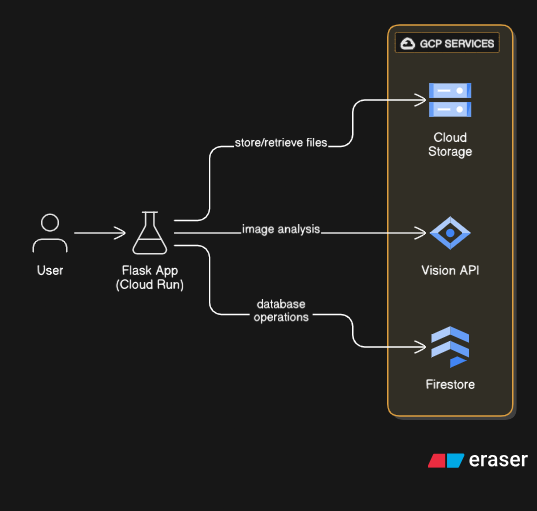 GCP SERVICES
store/retrieve files
Cloud
Storage
User
Flask App
(Cloud Run)
image analysis
Vision API
database
operations
Firestore
eraser